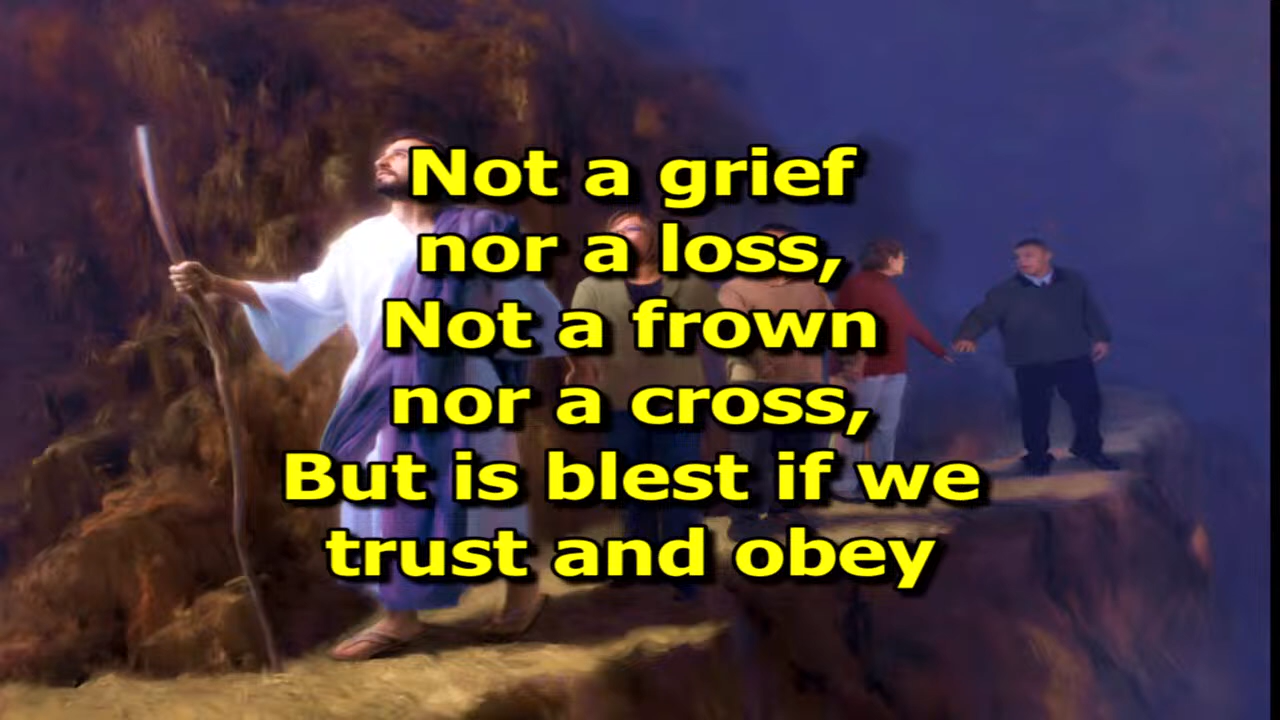 Not a grief
nor a loss,
Not a frown
nor a cross,
But is blest if we
trust and obey